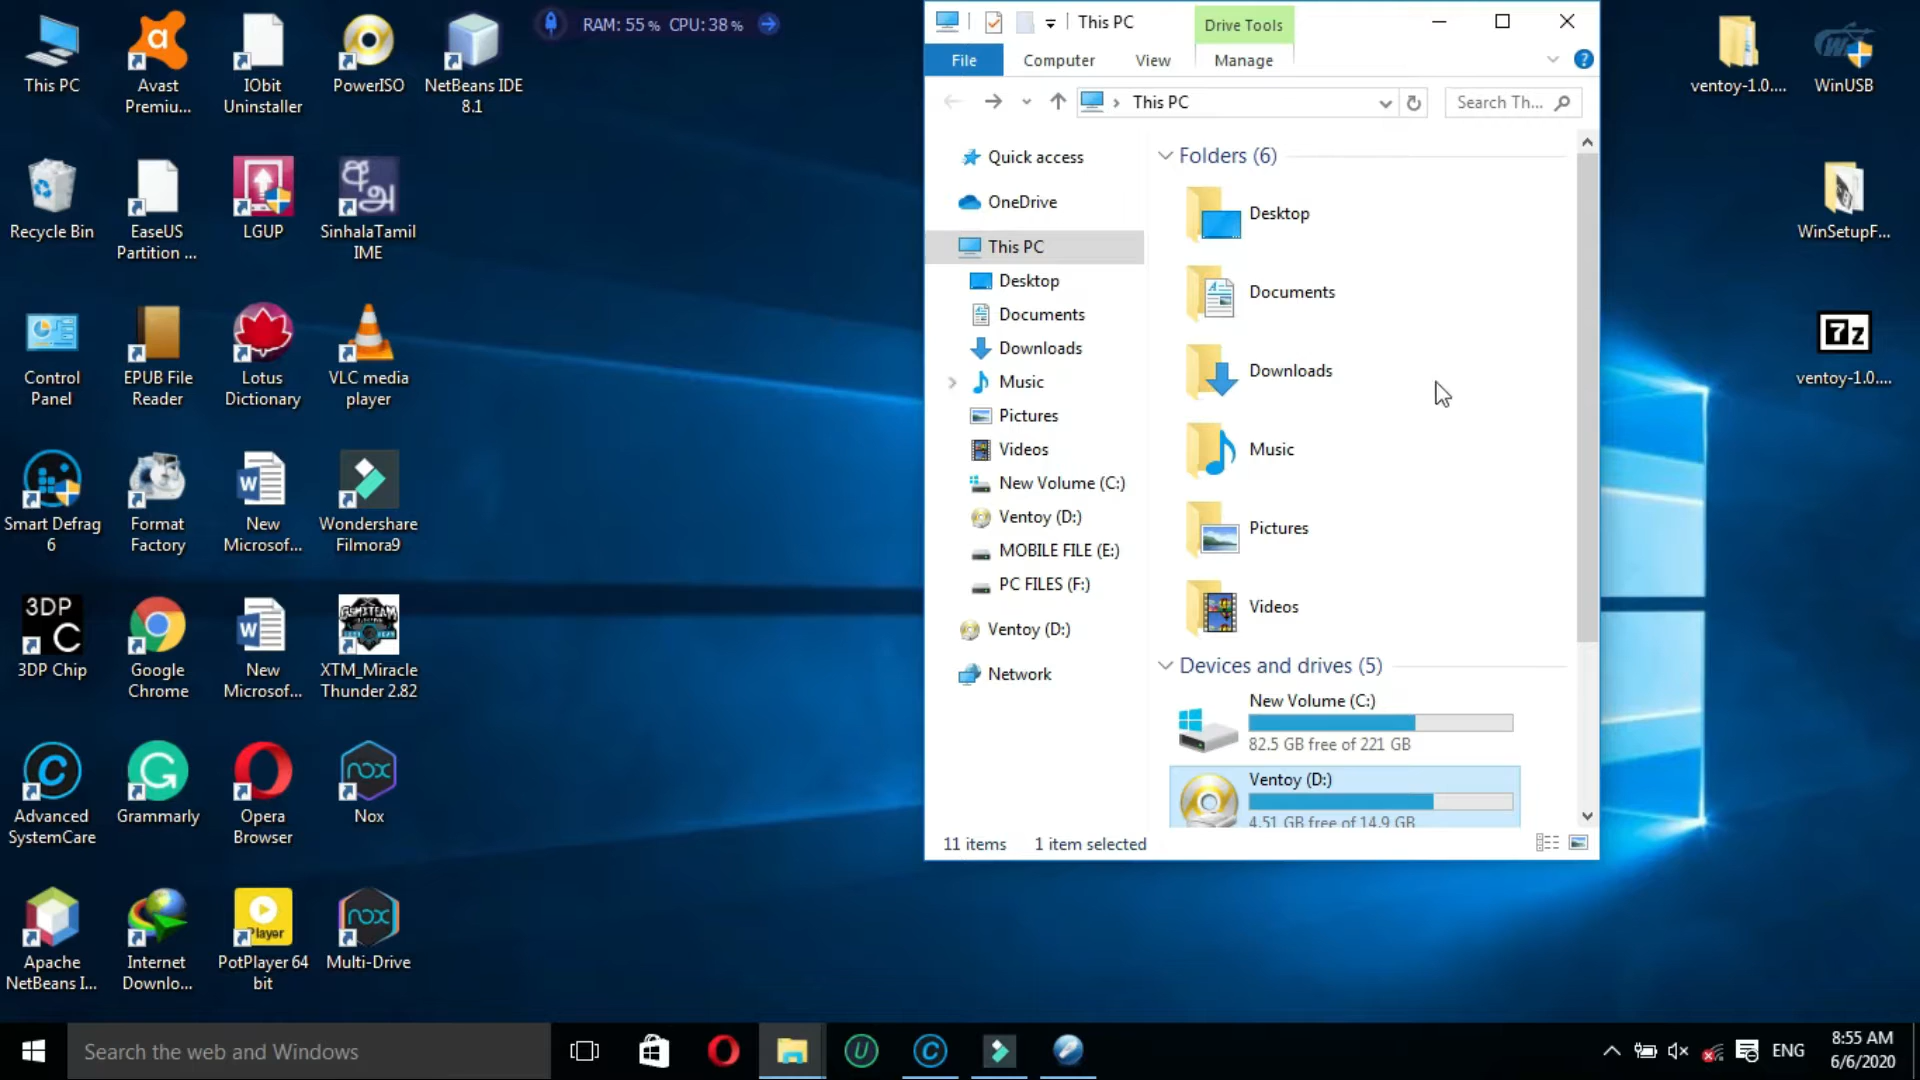 RAM: 55 % CPU: 38 %
This PC
Avast
Premiu...
IObit
Uninstaller
PowerISO
NetBeans IDE
8.1
Recycle Bin
EaseUS
Partition ...
LGUP
SinhalaTamil
IME
Control
Panel
EPUB File
Reader
Lotus
Dictionary
VLC media
player
Smart Defrag
6
Format
Factory
New
Microsof...
Wondershare
Filmora9
3DP
C
3DP Chip
Google
Chrome
New
Microsof...
XTM_Miracle
Thunder 2.82
Advanced
SystemCare
Grammarly
Opera
Browser
nox
Nox
Apache
NetBeans I...
Internet
Downlo...
Player
PotPlayer 64
bit
nox
Multi-Drive
This PC
Drive Tools
File
Computer
View
Manage
This PC
Search Th...
Quick access
OneDrive
This PC
Desktop
Documents
Downloads
Music
Pictures
Videos
New Volume (C:)
Ventoy (D:)
MOBILE FILE (E:)
PC FILES (F:)
Ventoy (D:)
Network
Folders (6)
Desktop
Documents
Downloads
Music
Pictures
Videos
Devices and drives (5)
New Volume (C:)
82.5 GB free of 221 GB
Ventoy (D:)
4.51 GB free of 14.9 GB
11 items
1 item selected
ventoy-1.0....
WinUSB
WinSetupF...
7z
ventoy-1.0....
Search the web and Windows
ENG
8:55 AM
6/6/2020